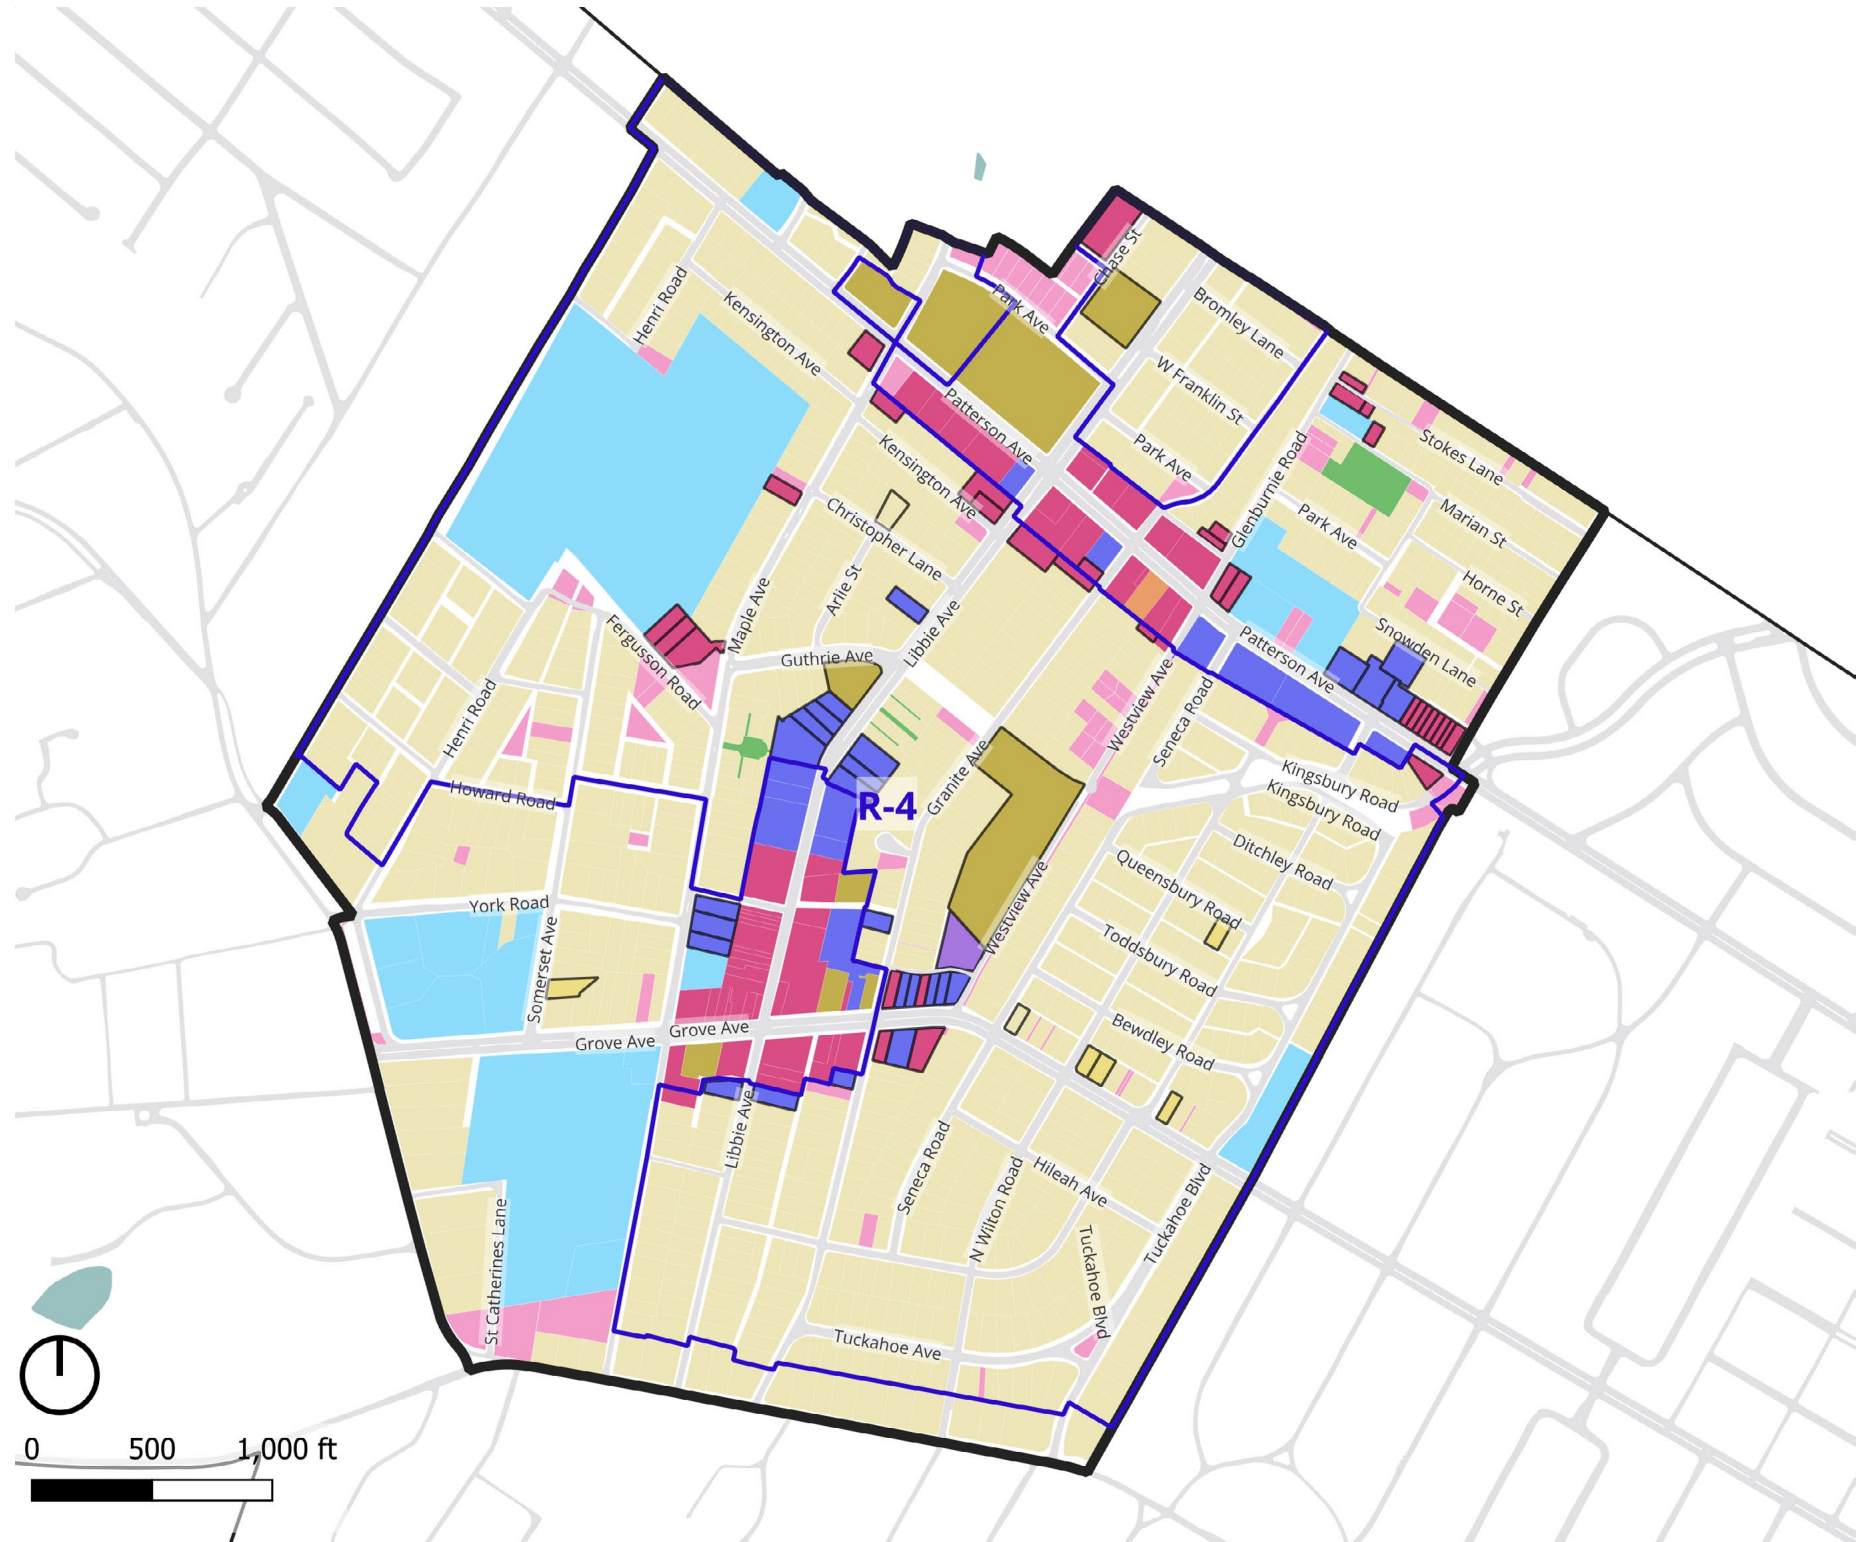 Chase St
Bromley Lane
Park Ave
Henri Road
Kensington Ave
W Franklin St
Patterson Ave
Park Ave
Stokes Lane
Kensington Ave
Glenburnie Road
Marian St
Park Ave
Christopher Lane
Horne St
Arlie St
Maple Ave
Libbie Ave
Fergusson Road
Snowden Lane
Patterson Ave
Guthrie Ave
Westview Ave
Seneca Road
Henri Road
Kingsbury Road
Kingsbury Road
Granite Ave
Howard Road
R-4
Ditchley Road
Queensbury Road
York Road
Westview Ave
Toddsbury Road
Somerset Ave
Grove Ave
Grove Ave
Bewdley Road
Libbie Ave
Seneca Road
Hileah Ave
N Wilton Road
Tuckahoe Blvd
St Catherines Lane
Tuckahoe Blvd
Tuckahoe Ave
0 500 1,000 ft